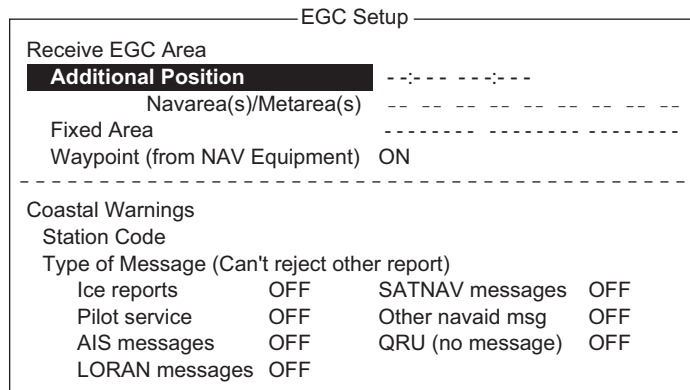 EGC Setup
Receive EGC Area
Additional Position - -:- - - - - -:- - -
Navarea(s)/Metarea(s) -- -- -- -- -- -- -- --
Fixed Area - - - - - - - - - - - - - - - - - - - - - - - -
Waypoint (from NAV Equipment) ON
Coastal Warnings
Station Code
Type of Message (Can't reject other report)
Ice reports OFF SATNAV messages OFF
Pilot service OFF Other navaid msg OFF
AIS messages OFF QRU (no message) OFF
LORAN messages OFF